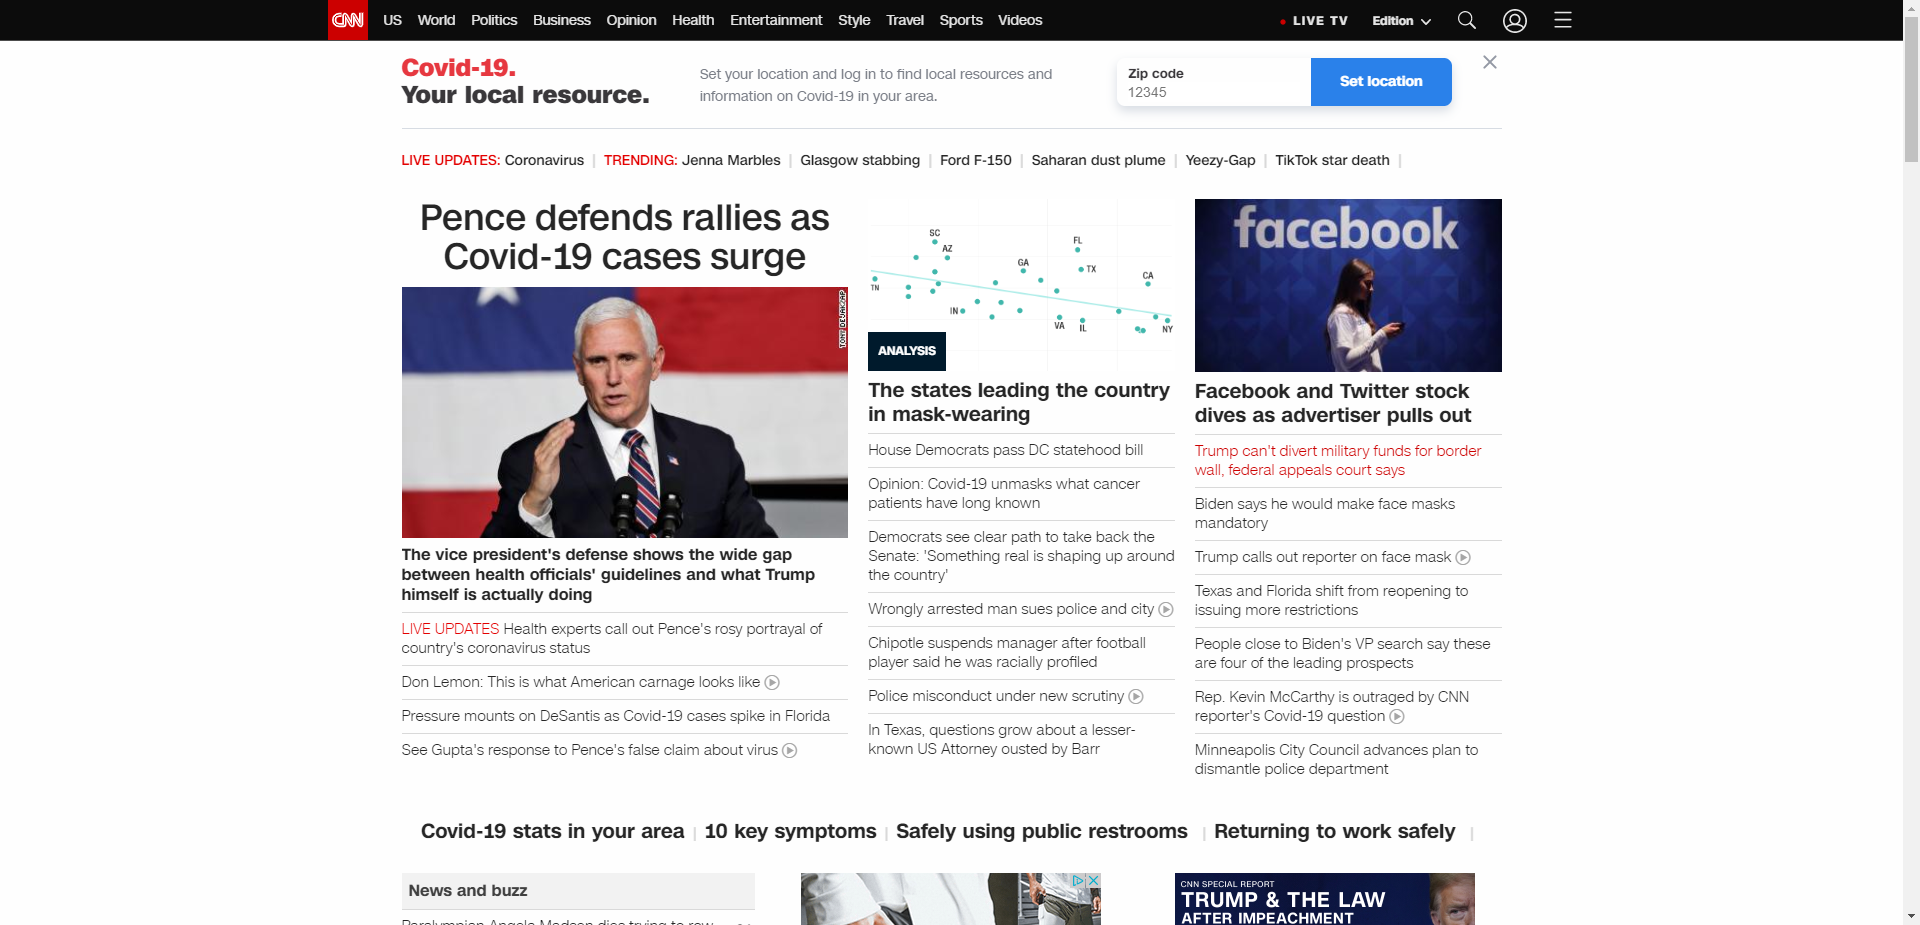 CNN
US World Politics Business Opinion Health Entertainment Style Travel Sports Videos
LIVE TV Edition
Covid-19.
Your local resource.
Set your location and log in to find local resources and
information on Covid-19 in your area.
Zip code
12345
Set location
LIVE UPDATES: Coronavirus | TRENDING: Jenna Marbles | Glasgow stabbing | Ford F-150 | Saharan dust plume | Yeezy-Gap | TikTok star death |
Pence defends rallies as
Covid-19 cases surge
The vice president's defense shows the wide gap
between health officials' guidelines and what Trump
himself is actually doing
LIVE UPDATES Health experts call out Pence's rosy portrayal of
country's coronavirus status
Don Lemon: This is what American carnage looks like
Pressure mounts on DeSantis as Covid-19 cases spike in Florida
See Gupta's response to Pence's false claim about virus
SC
AZ
FL
GA
TX
CA
TN
IN
VA
IL
NY
ANALYSIS
The states leading the country
in mask-wearing
House Democrats pass DC statehood bill
Opinion: Covid-19 unmasks what cancer
patients have long known
Democrats see clear path to take back the
Senate: 'Something real is shaping up around
the country'
Wrongly arrested man sues police and city
Chipotle suspends manager after football
player said he was racially profiled
Police misconduct under new scrutiny
In Texas, questions grow about a lesser-
known US Attorney ousted by Barr
facebook
Facebook and Twitter stock
dives as advertiser pulls out
Trump can't divert military funds for border
wall, federal appeals court says
Biden says he would make face masks
mandatory
Trump calls out reporter on face mask
Texas and Florida shift from reopening to
issuing more restrictions
People close to Biden's VP search say these
are four of the leading prospects
Rep. Kevin McCarthy is outraged by CNN
reporter's Covid-19 question
Minneapolis City Council advances plan to
dismantle police department
Covid-19 stats in your area | 10 key symptoms | Safely using public restrooms | Returning to work safely |
News and buzz
Paralympian Angela Madsen dies trying to row
CNN SPECIAL REPORT
TRUMP & THE LAW
AFTER IMPEACHMENT